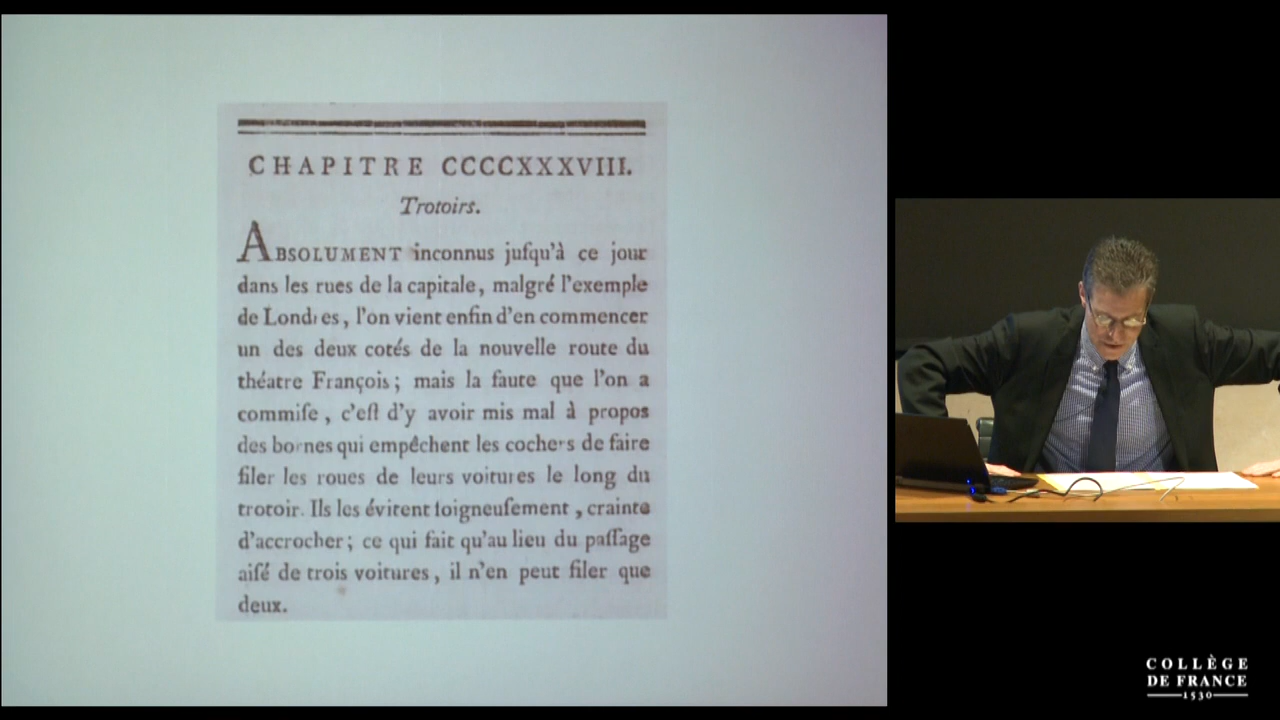 CHAPITRE CCCCXXXVIII.
Trotoirs.
ABSOLUMENT inconnus juſqu'à ce jour
dans les rues de la capitale, malgré l'exemple
de Londres, l'on vient enfin d'en commencer
un des deux cotés de la nouvelle route du
théatre François; mais la faute que l'on a
commiſe, c'eſt d'y avoir mis mal à propos
des bornes qui empêchent les cochers de faire
filer les roues de leurs voitures le long du
trotoir. Ils les évitent ſoigneuſement, crainte
d'accrocher; ce qui fait qu'au lieu du paſſage
aiſé de trois voitures, il n'en peut filer que
deux.
COLLÈGE
DE FRANCE
1530